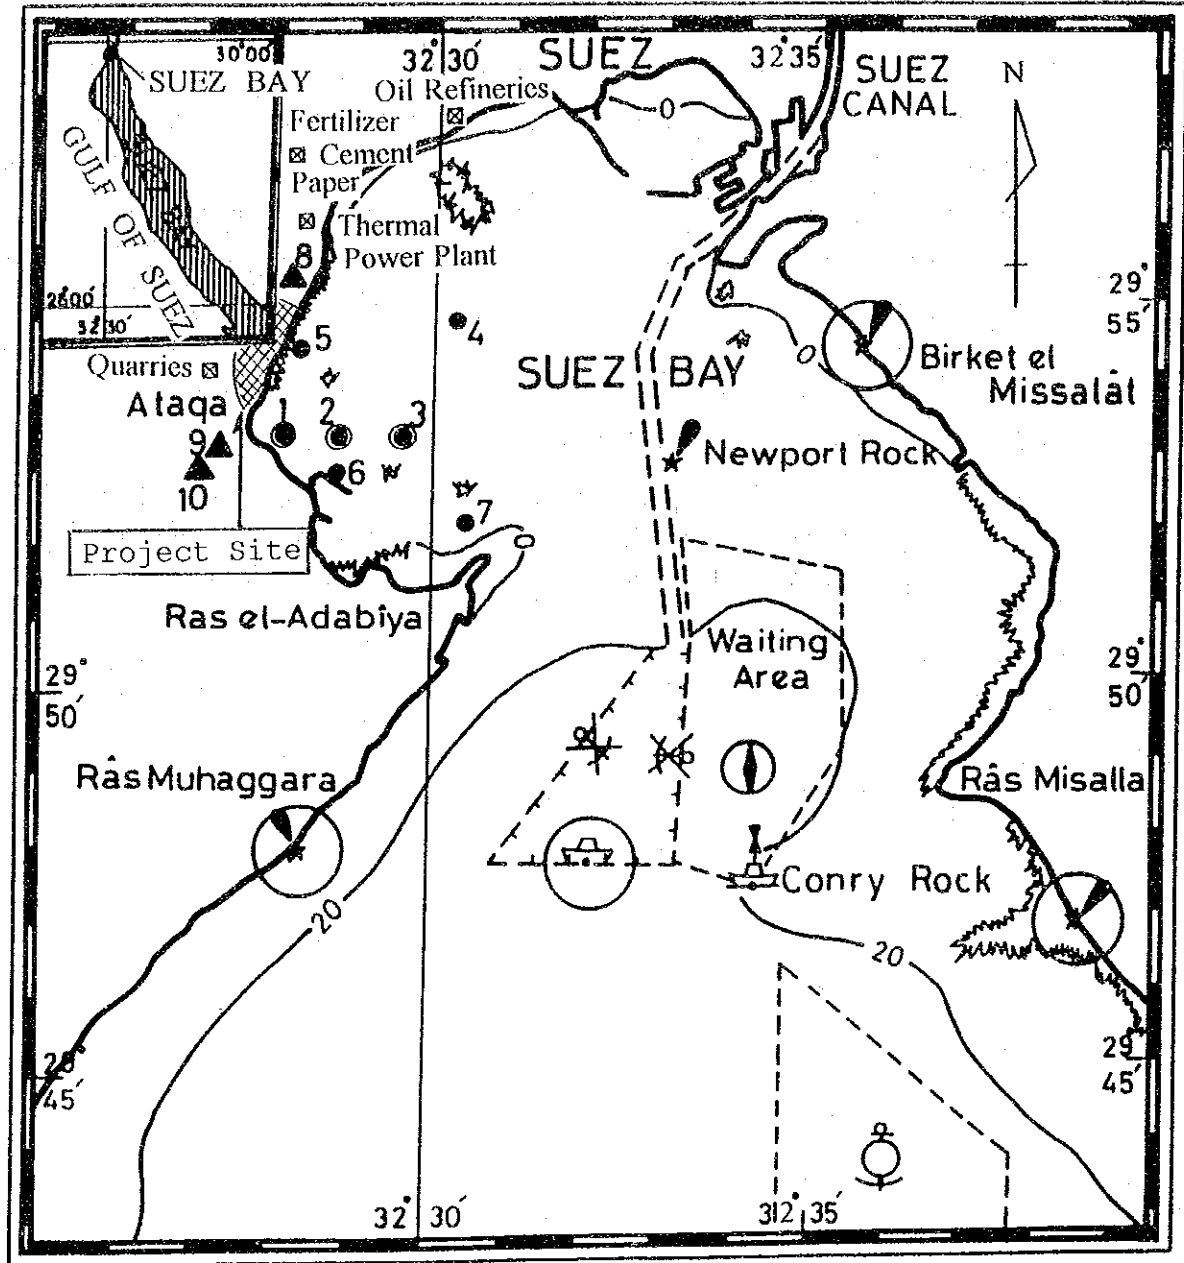 30°00'
32°30'
SUEZ
32°35'
SUEZ
CANAL
N
SUEZ BAY
Oil Refineries
0
Fertilizer
Cement
Paper
GULF OF SUEZ
Thermal
Power Plant
8
28°00'
32°30'
29°
55'
5
4
0
Quarries
SUEZ BAY
Birket el
Missalât
Ataqa
1
2
3
9
Newport Rock
10
6
7
Project Site
0
Ras el-Adabîya
Waiting
Area
29°
50'
29°
50'
Râs Muhaggara
Râs Misalla
Conry Rock
20
20
29
45'
45'
32°30'
32°35'